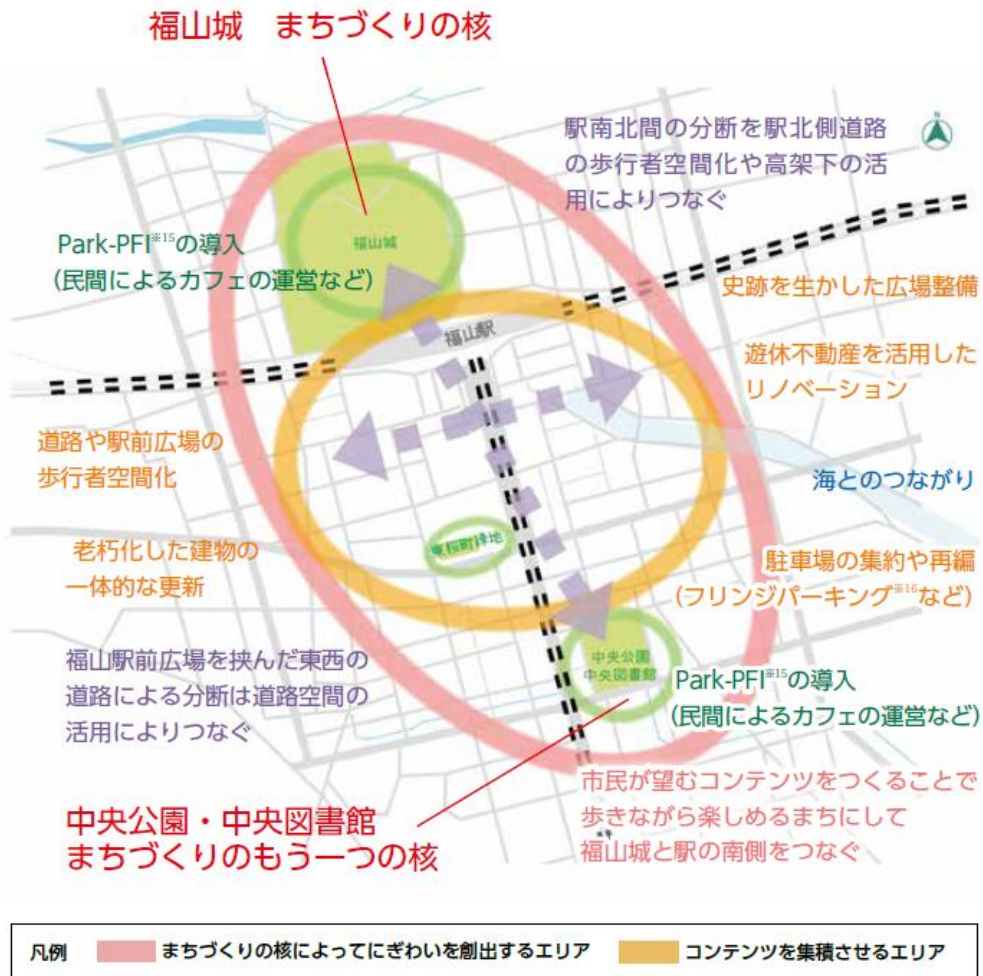 福山城 まちづくりの核
駅南北間の分断を駅北側道路
の歩行者空間化や高架下の活
用によりつなぐ
N
Park-PFI※15の導入
(民間によるカフェの運営など)
福山城
史跡を生かした広場整備
福山駅
遊休不動産を活用した
リノベーション
道路や駅前広場の
歩行者空間化
海とのつながり
老朽化した建物の
一体的な更新
東桜町緑地
駐車場の集約や再編
(フリンジパーキング※16など)
福山駅前広場を挟んだ東西の
道路による分断は道路空間の
活用によりつなぐ
中央公園
中央図書館
Park-PFI※15の導入
(民間によるカフェの運営など)
市民が望むコンテンツをつくることで
歩きながら楽しめるまちにして
福山城と駅の南側をつなぐ
中央公園・中央図書館
まちづくりのもう一つの核
凡例 まちづくりの核によってにぎわいを創出するエリア コンテンツを集積させるエリア